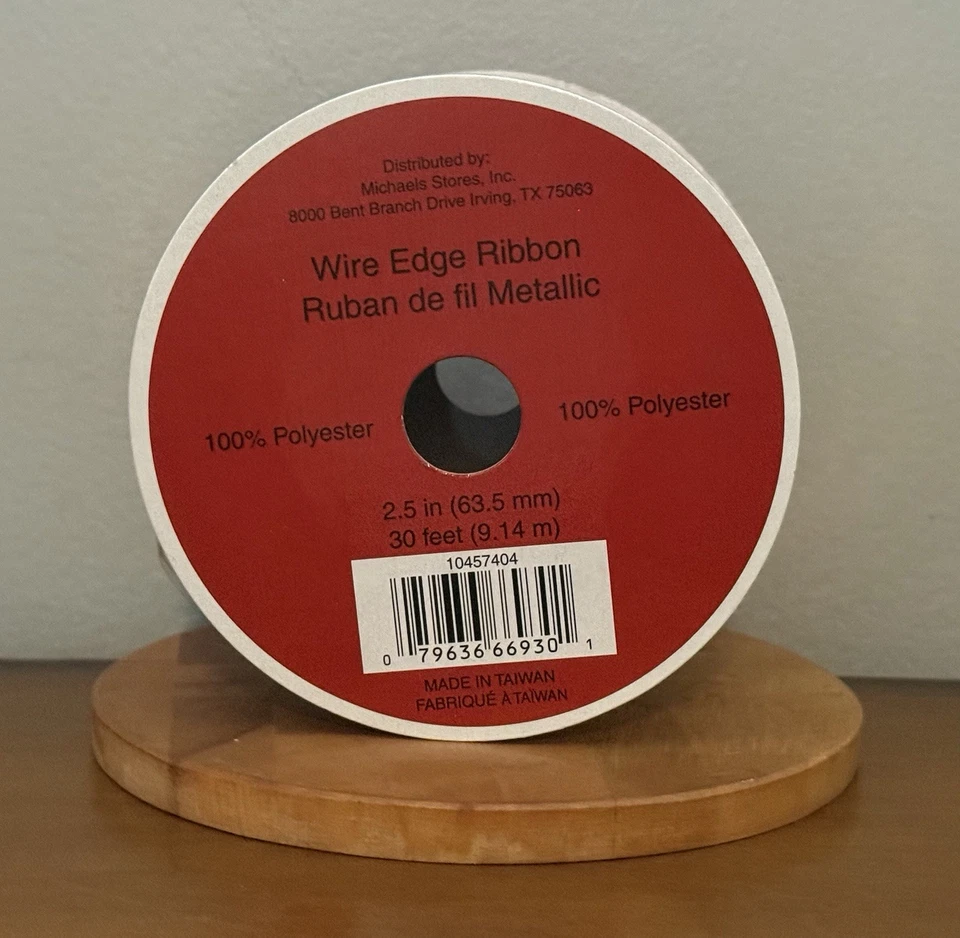 Distributed by:
Michaels Stores, Inc.
8000 Bent Branch Drive Irving, TX 75063
Wire Edge Ribbon
Ruban de fil Metallic
100% Polyester
100% Polyester
2.5 in (63.5 mm)
30 feet (9.14 m)
10457404
0 79636 66930 1
MADE IN TAIWAN
FABRIQUÉ À TAÏWAN